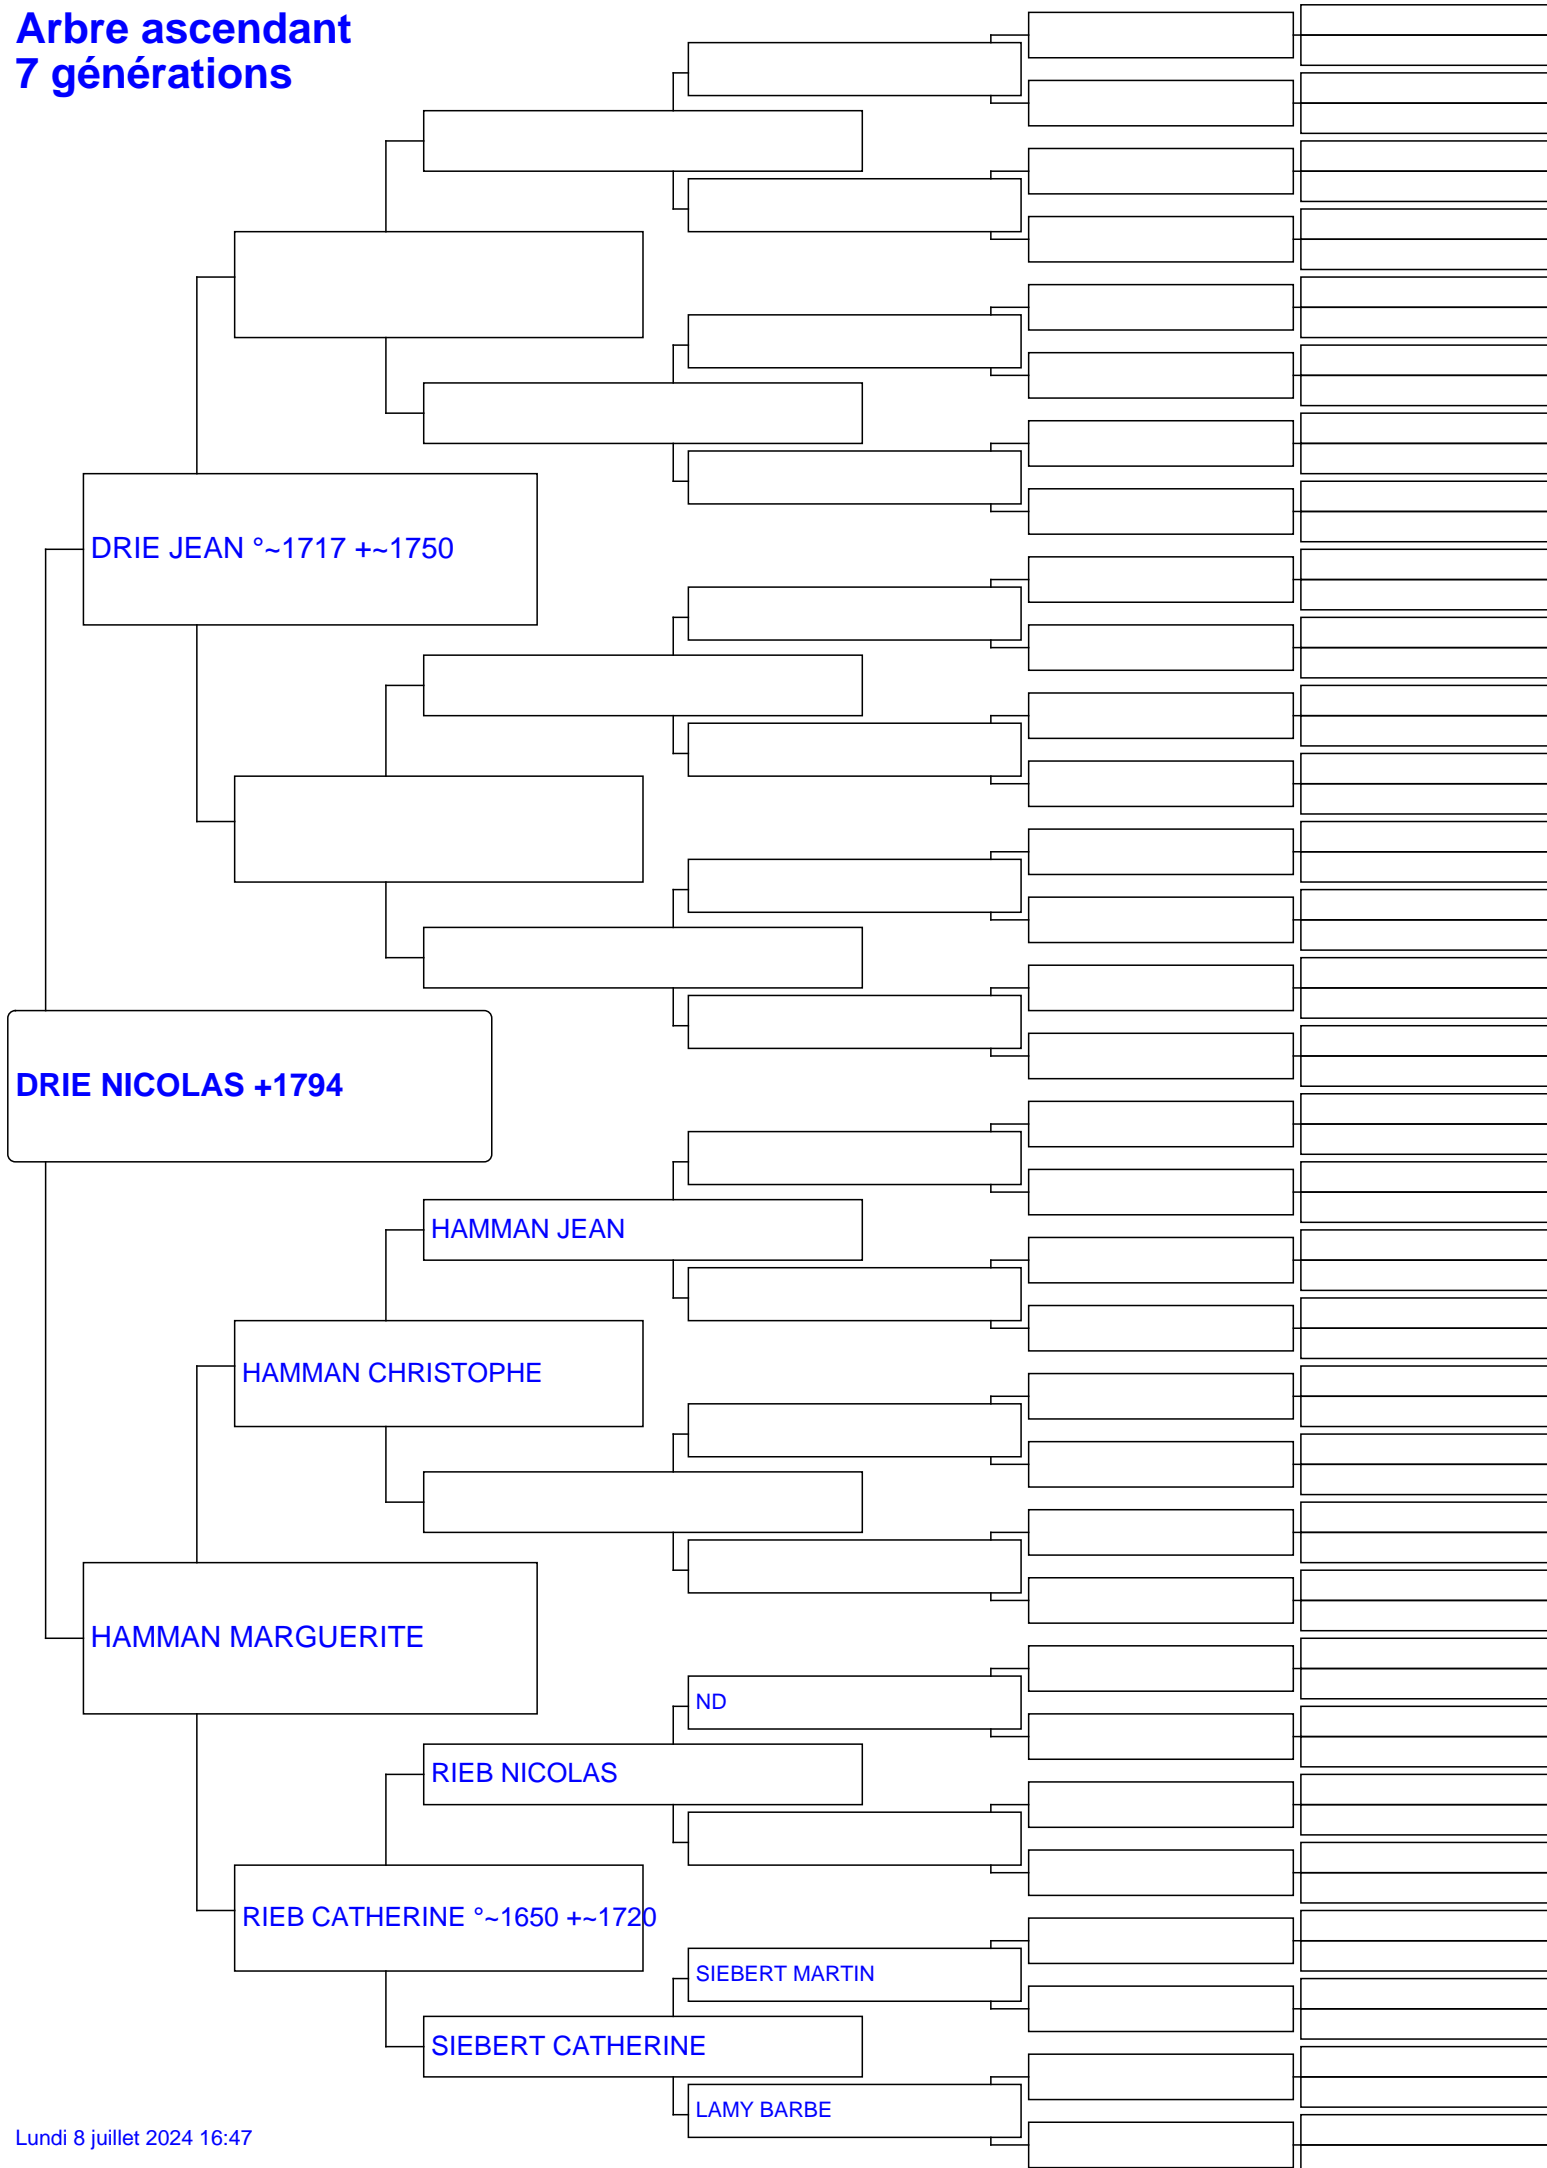 Arbre ascendant
7 générations
DRIE JEAN °~1717 +~1750
DRIE NICOLAS +1794
HAMMAN JEAN
HAMMAN CHRISTOPHE
HAMMAN MARGUERITE
ND
RIEB NICOLAS
RIEB CATHERINE °~1650 +~1720
SIEBERT MARTIN
SIEBERT CATHERINE
LAMY BARBE
Lundi 8 juillet 2024 16:47